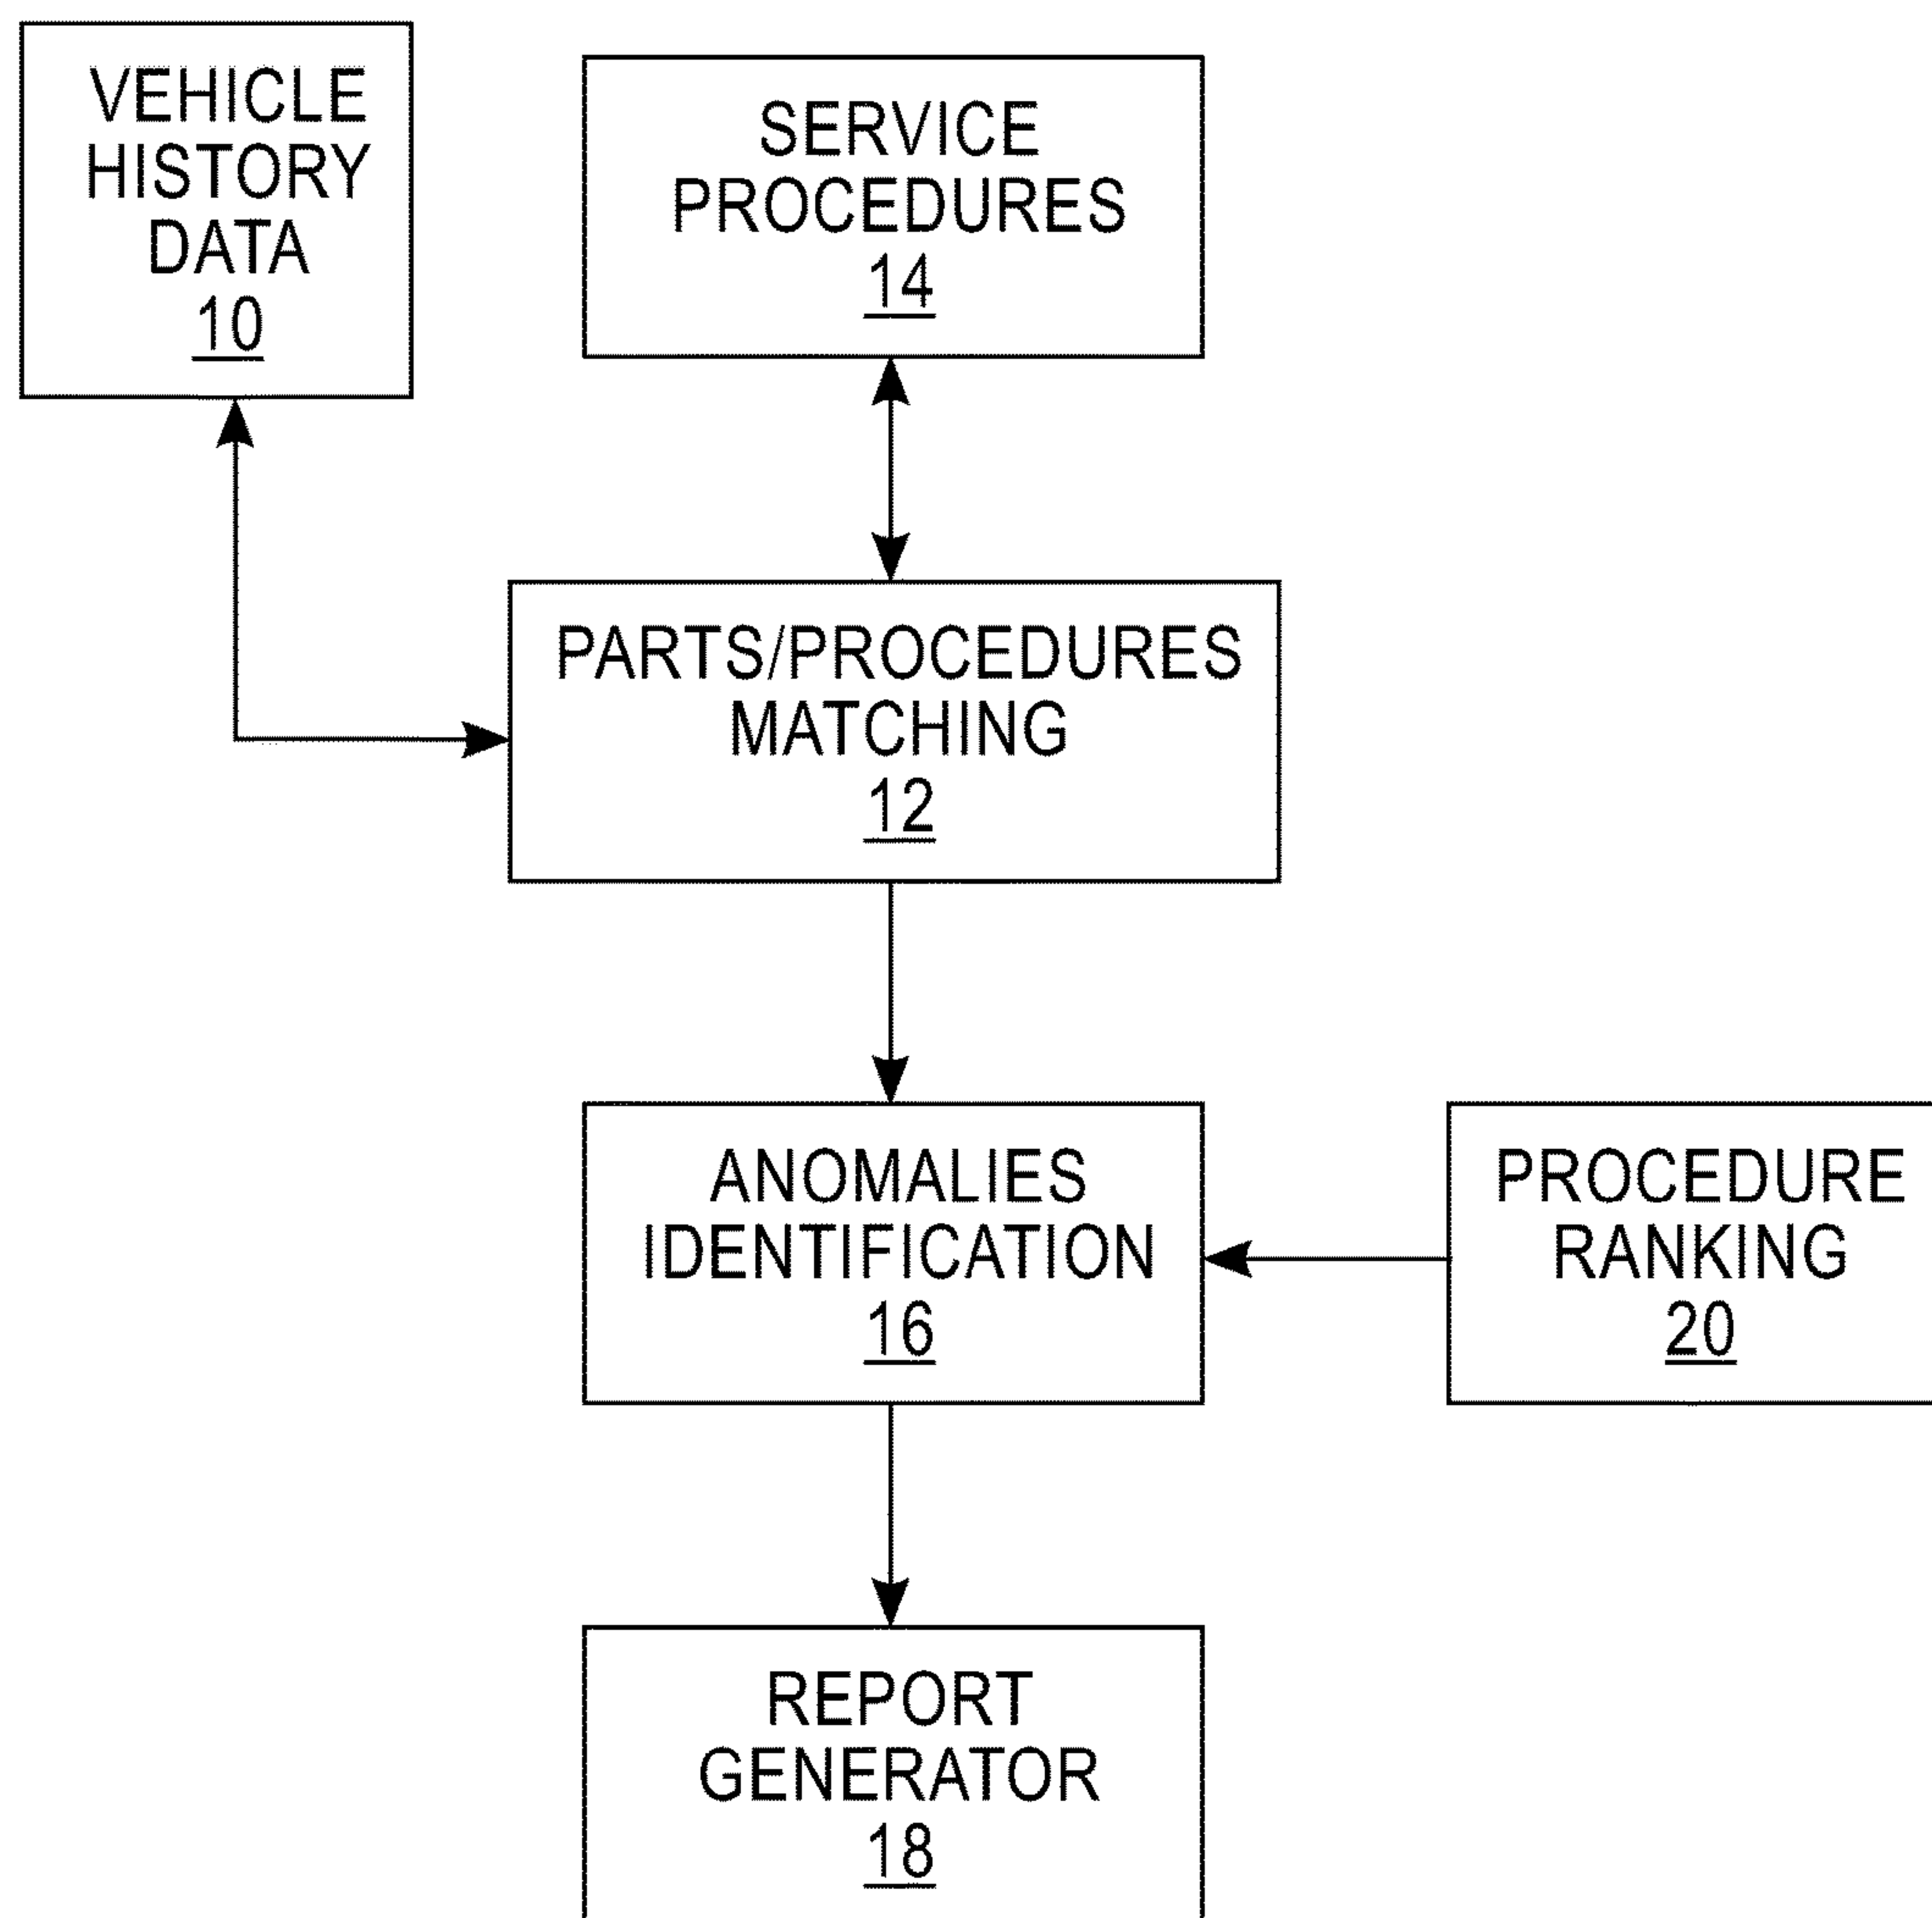 VEHICLE
HISTORY
DATA
10
SERVICE
PROCEDURES
14
PARTS/PROCEDURES
MATCHING
12
ANOMALIES
IDENTIFICATION
16
PROCEDURE
RANKING
20
REPORT
GENERATOR
18